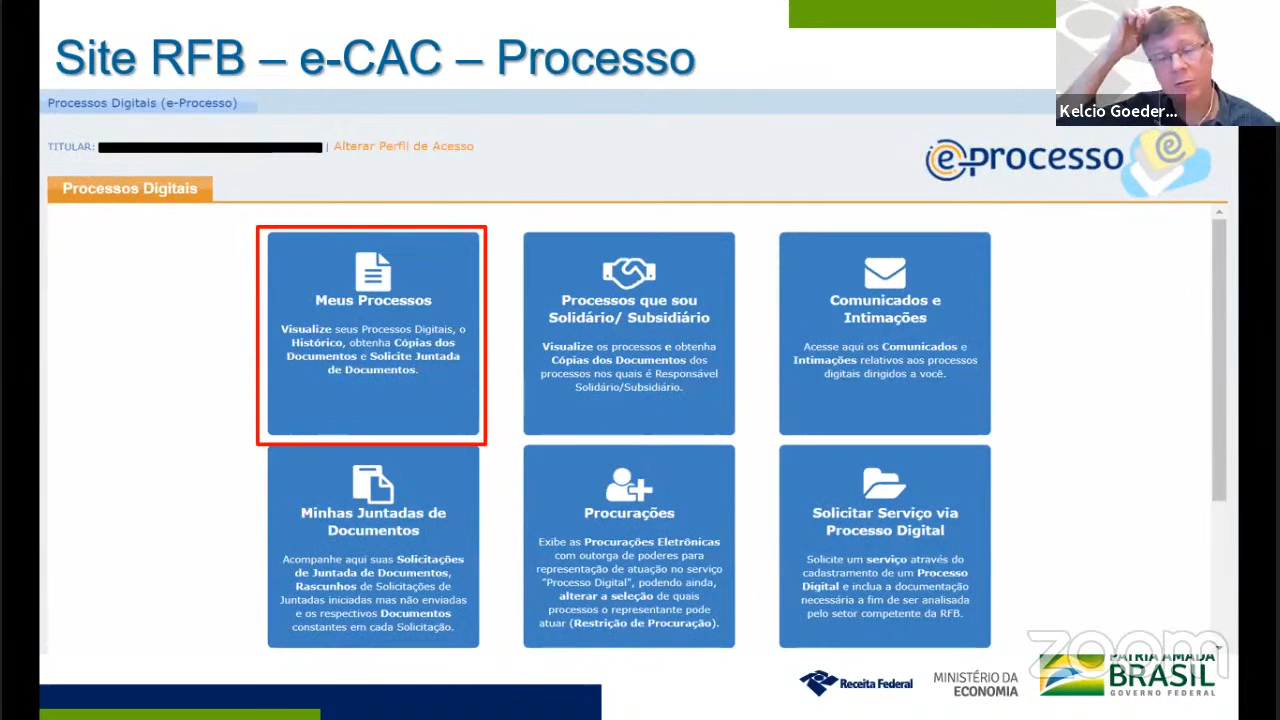 Site RFB – e-CAC – Processo
Kelcio Goeder...
Processos Digitais (e-Processo)
TITULAR: | Alterar Perfil de Acesso
e-processo
Processos Digitais
Meus Processos
Visualize seus Processos Digitais, o
Histórico, obtenha Cópias dos
Documentos e Solicite Juntada
de Documentos.
Processos que sou
Solidário/ Subsidiário
Visualize os processos e obtenha
Cópias dos Documentos dos
processos nos quais é Responsável
Solidário/Subsidiário.
Comunicados e
Intimações
Acesse aqui os Comunicados e
Intimações relativos aos processos
digitais dirigidos a você.
Minhas Juntadas de
Documentos
Acompanhe aqui suas Solicitações
de Juntada de Documentos,
Rascunhos de Solicitações de
Juntadas iniciadas mas não enviadas
e os respectivos Documentos
constantes em cada Solicitação.
Procurações
Exibe as Procurações Eletrônicas
com outorga de poderes para
representação de atuação no serviço
"Processo Digital", podendo ainda,
alterar a seleção de quais
processos o representante pode
atuar (Restrição de Procuração).
Solicitar Serviço via
Processo Digital
Solicite um serviço através do
cadastramento de um Processo
Digital e inclua a documentação
necessária a fim de ser analisada
pelo setor competente da RFB.
zoom
Receita Federal
MINISTÉRIO DA
ECONOMIA
PÁTRIA AMADA
BRASIL
GOVERNO FEDERAL